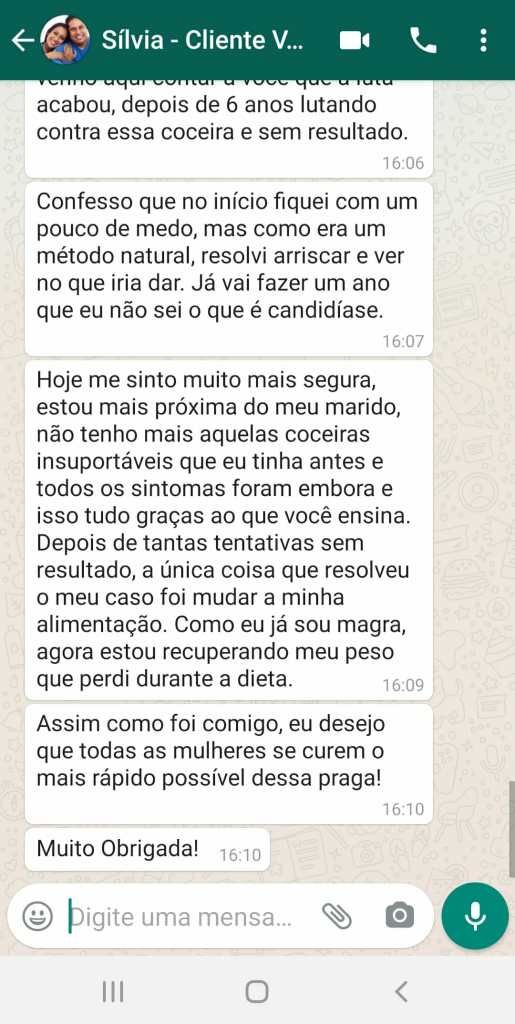 Sílvia - Cliente V...
acabou, depois de 6 anos lutando
contra essa coceira e sem resultado.
16:06
Confesso que no início fiquei com um
pouco de medo, mas como era um
método natural, resolvi arriscar e ver
no que iria dar. Já vai fazer um ano
que eu não sei o que é candidíase.
16:07
Hoje me sinto muito mais segura,
estou mais próxima do meu marido,
não tenho mais aquelas coceiras
insuportáveis que eu tinha antes e
todos os sintomas foram embora e
isso tudo graças ao que você ensina.
Depois de tantas tentativas sem
resultado, a única coisa que resolveu
o meu caso foi mudar a minha
alimentação. Como eu já sou magra,
agora estou recuperando meu peso
que perdi durante a dieta.
16:09
Assim como foi comigo, eu desejo
que todas as mulheres se curem o
mais rápido possível dessa praga!
16:10
Muito Obrigada! 16:10
Digite uma mensa...